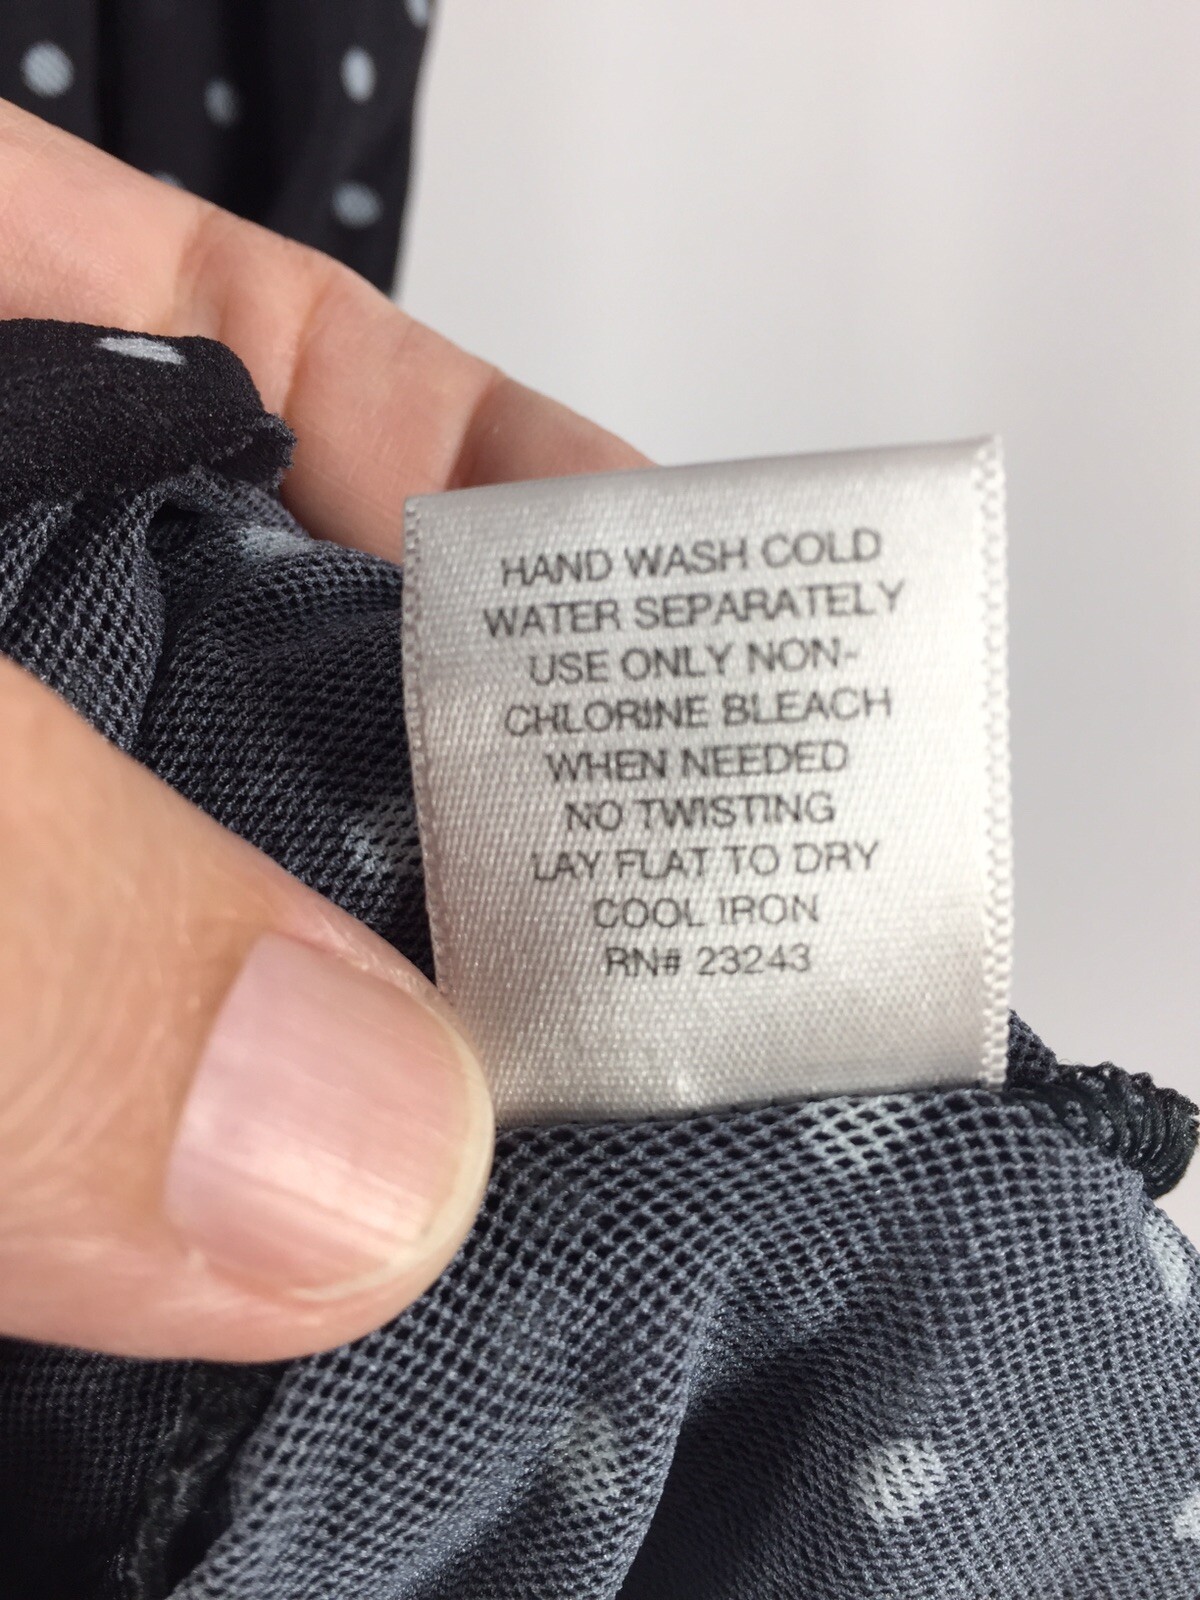 HAND WASH COLD
WATER SEPARATELY
USE ONLY NON-
CHLORINE BLEACH
WHEN NEEDED
NO TWISTING
LAY FLAT TO DRY
COOL IRON
RN# 23243